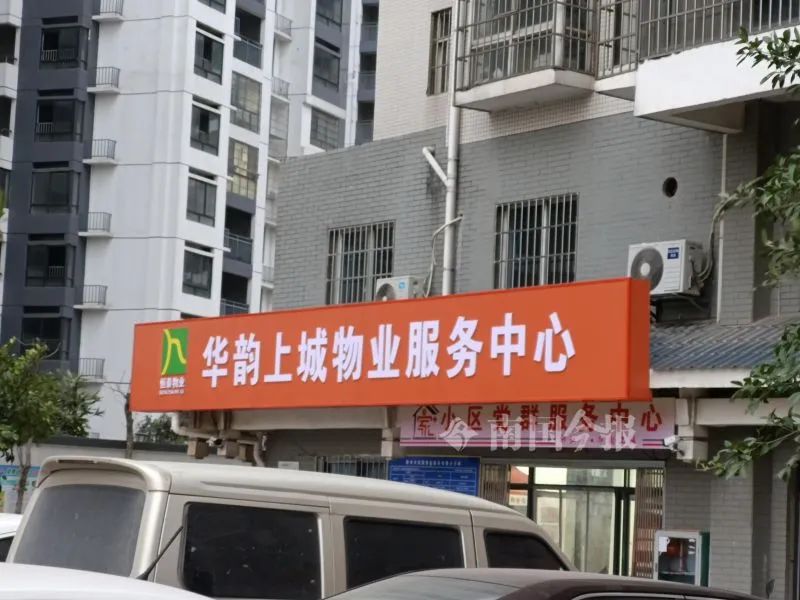 华韵上城物业服务中心
恒泰物业
小区党群服务中心
南国今报